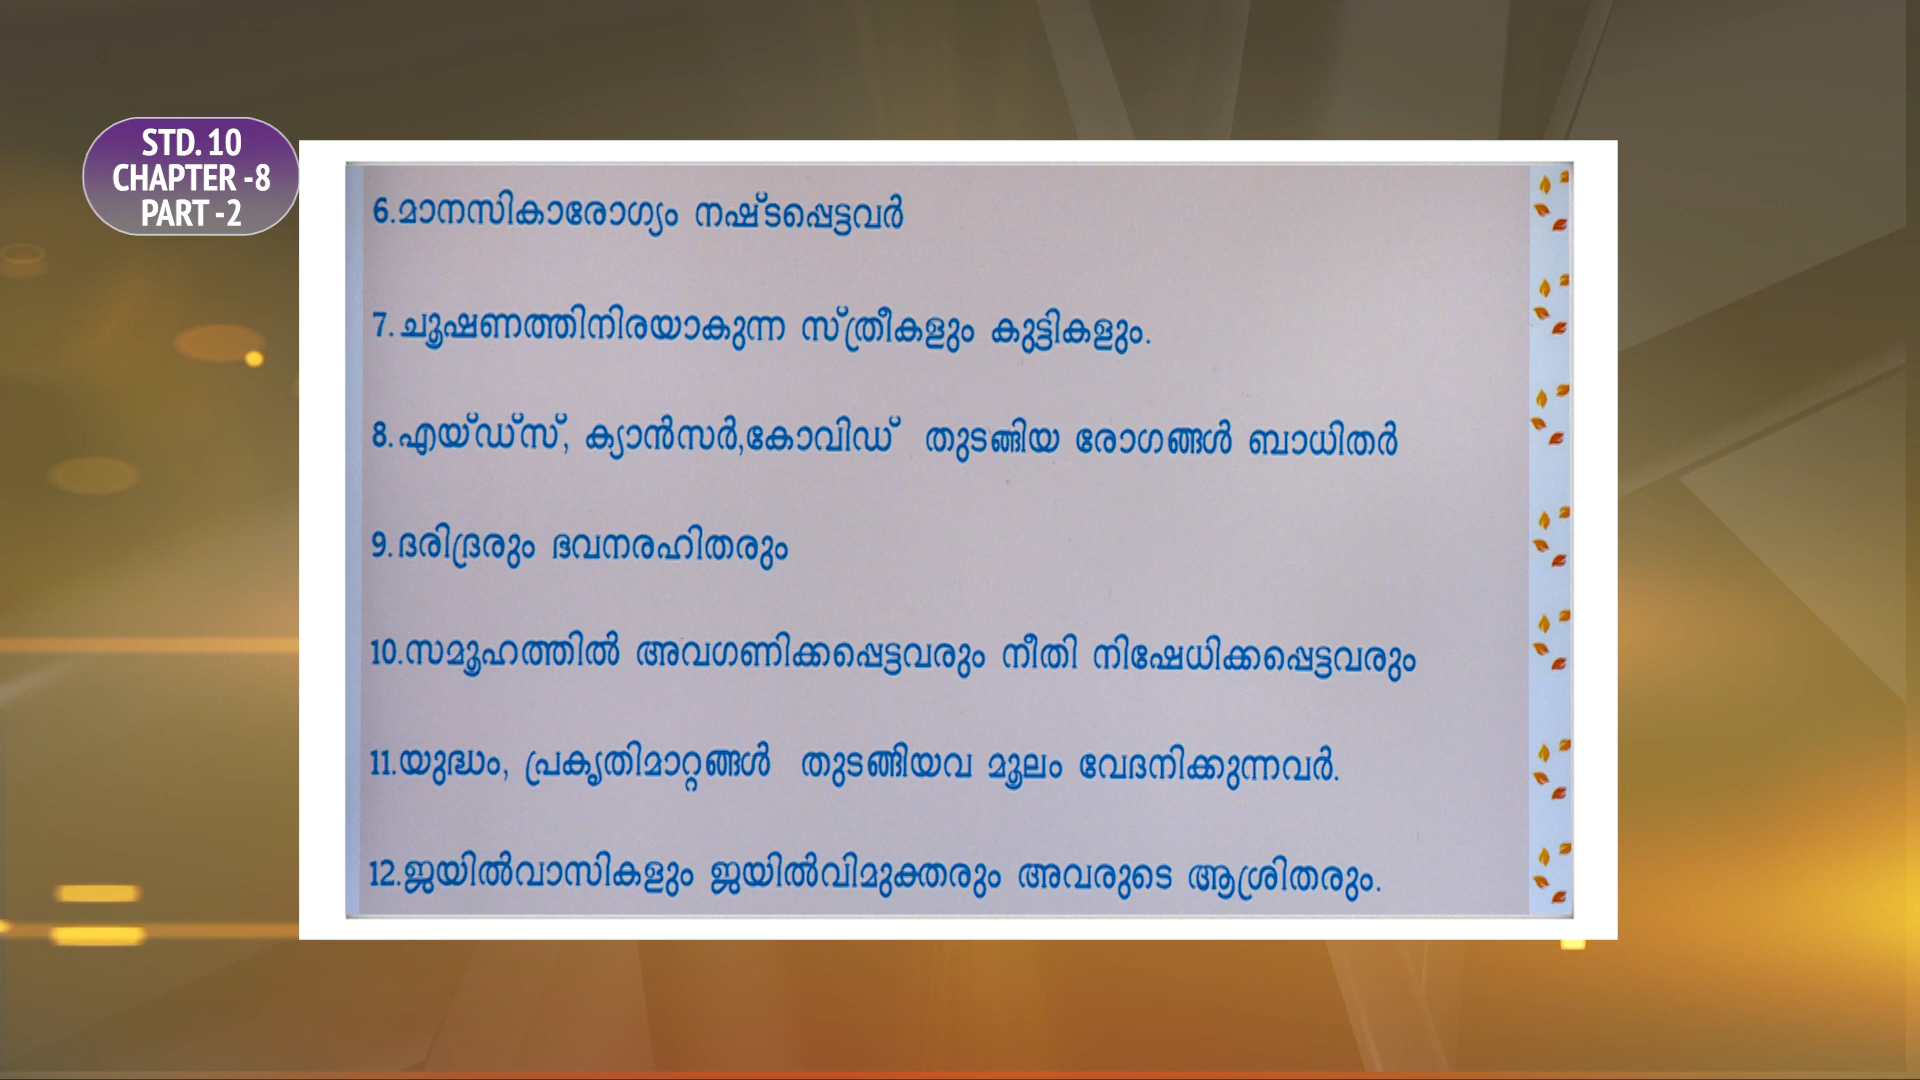 STD. 10
CHAPTER -8
PART -2
6.മാനസികാരോഗ്യം നഷ്ടപ്പെട്ടവർ
7.ചൂഷണത്തിനിരയാകുന്ന സ്ത്രീകളും കുട്ടികളും.
8.എയ്ഡ്സ്, ക്യാൻസർ,കോവിഡ് തുടങ്ങിയ രോഗങ്ങൾ ബാധിതർ
9.ദരിദ്രരും ഭവനരഹിതരും
10.സമൂഹത്തിൽ അവഗണിക്കപ്പെട്ടവരും നീതി നിഷേധിക്കപ്പെട്ടവരും
11.യുദ്ധം, പ്രകൃതിമാറ്റങ്ങൾ തുടങ്ങിയവ മൂലം വേദനിക്കുന്നവർ.
12.ജയിൽവാസികളും ജയിൽവിമുക്തരും അവരുടെ ആശ്രിതരും.